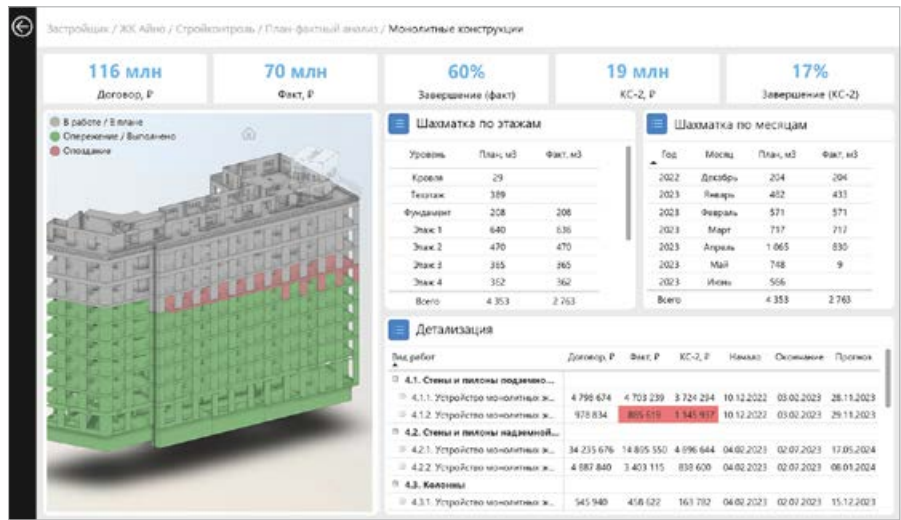 Застройщик / ЖК Айно / Стройконтроль / План-фактный анализ / Монолитные конструкции
116 млн
Договор, ₽
70 млн
Факт, ₽
60%
Завершение (факт)
19 млн
КС-2, ₽
17%
Завершение (КС-2)
В работе / В плане
Опережение / Выполнено
Опоздание
Шахматка по этажам
Уровень План, м3 Факт, м3
Кровля 29
Техэтаж 389
Фундамент 208 208
Этаж 1 640 636
Этаж 2 470 470
Этаж 3 365 365
Этаж 4 362 362
Всего 4 353 2 763
Шахматка по месяцам
Год Месяц План, м3 Факт, м3
2022 Декабрь 204 204
2023 Январь 482 433
2023 Февраль 571 571
2023 Март 717 717
2023 Апрель 1 065 830
2023 Май 748 9
2023 Июнь 566
Всего 4 353 2 763
Детализация
Вид работ Договор, ₽ Факт, ₽ КС-2, ₽ Начало Окончание Прогноз
4.1. Стены и пилоны подземно...
4.1.1. Устройство монолитных ж... 4 798 674 4 703 239 3 724 294 10.12.2022 03.02.2023 28.11.2023
4.1.2. Устройство монолитных ж... 978 834 1 145 937 10.12.2022 03.02.2023 29.11.2023
4.2. Стены и пилоны надземной...
4.2.1. Устройство монолитных ж... 34 235 676 14 865 550 4 696 644 04.02.2023 02.07.2023 17.05.2024
4.2.2. Устройство монолитных ж... 4 887 840 3 403 115 838 600 04.02.2023 02.07.2023 06.01.2024
4.3. Колонны
4.3.1. Устройство монолитных ж... 545 940 458 622 163 782 04.02.2023 02.07.2023 15.12.2023